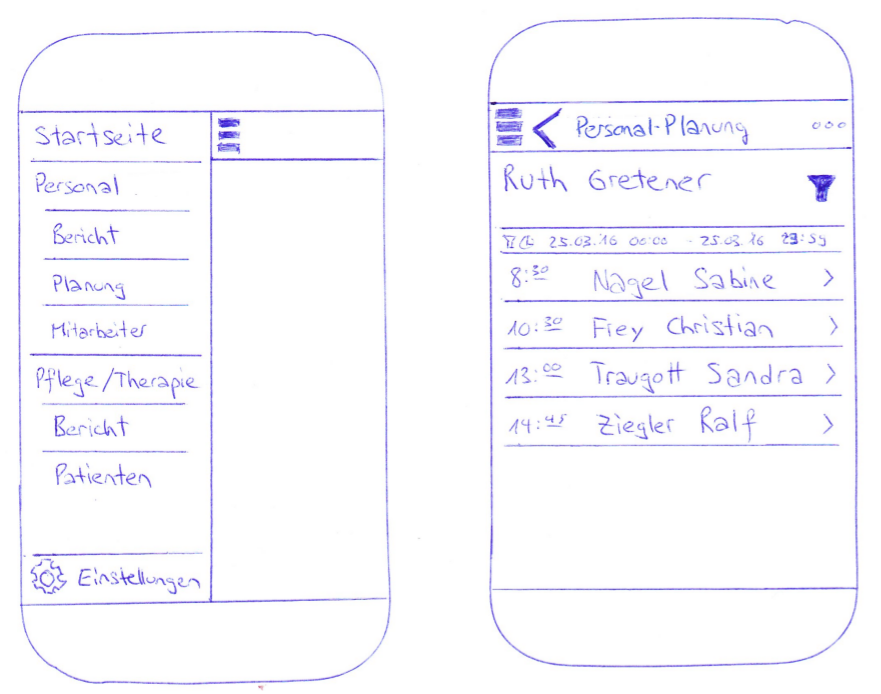 Startseite
Personal
Bericht
Planung
Mitarbeiter
Pflege/Therapie
Bericht
Patienten
Einstellungen
Personal-Planung
Ruth Gretener
25.03.16 00:00 - 25.03.16 23:59
8:30 Nagel Sabine >
10:30 Frey Christian >
13:00 Traugott Sandra >
14:45 Ziegler Ralf >